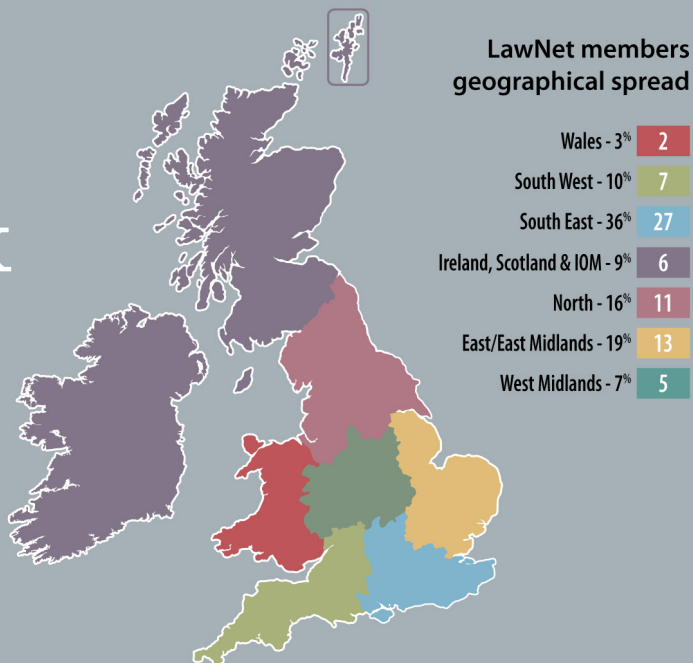 LawNet members
geographical spread
Wales - 3% 2
South West - 10% 7
South East - 36% 27
Ireland, Scotland & IOM - 9% 6
North - 16% 11
East/East Midlands - 19% 13
West Midlands - 7% 5